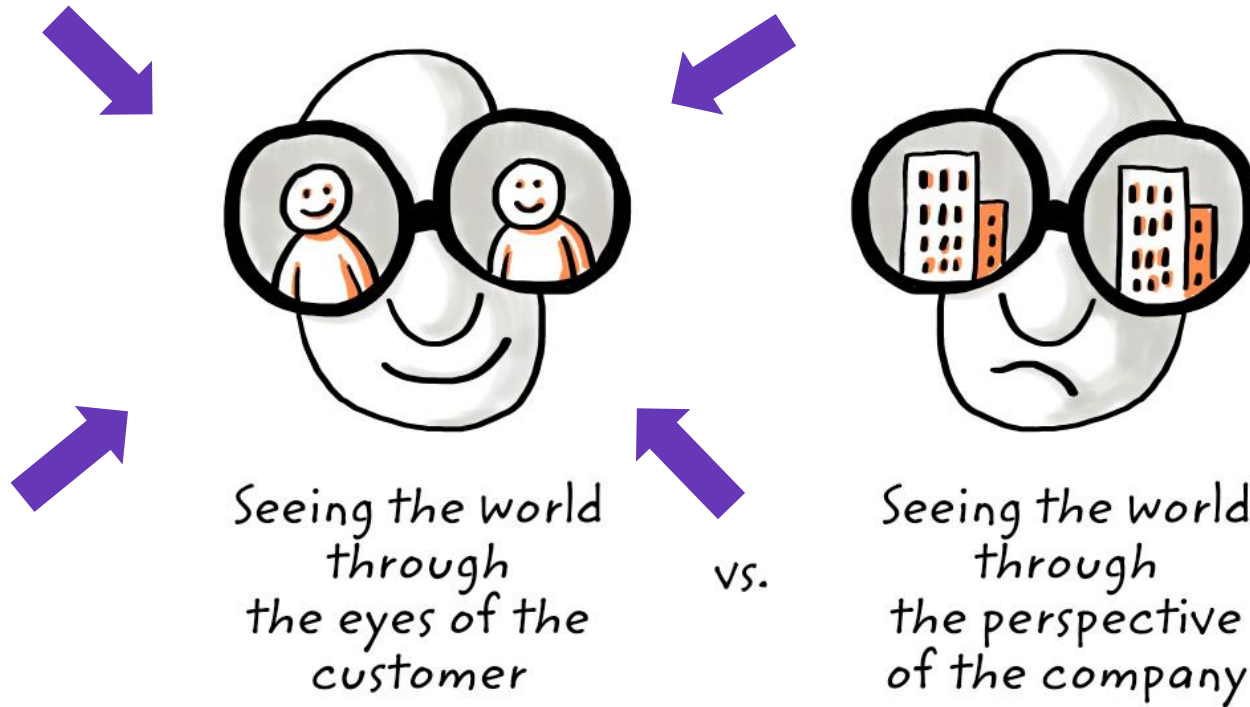 Seeing the world
through
the eyes of the
customer
vs.
Seeing the world
through
the perspective
of the company